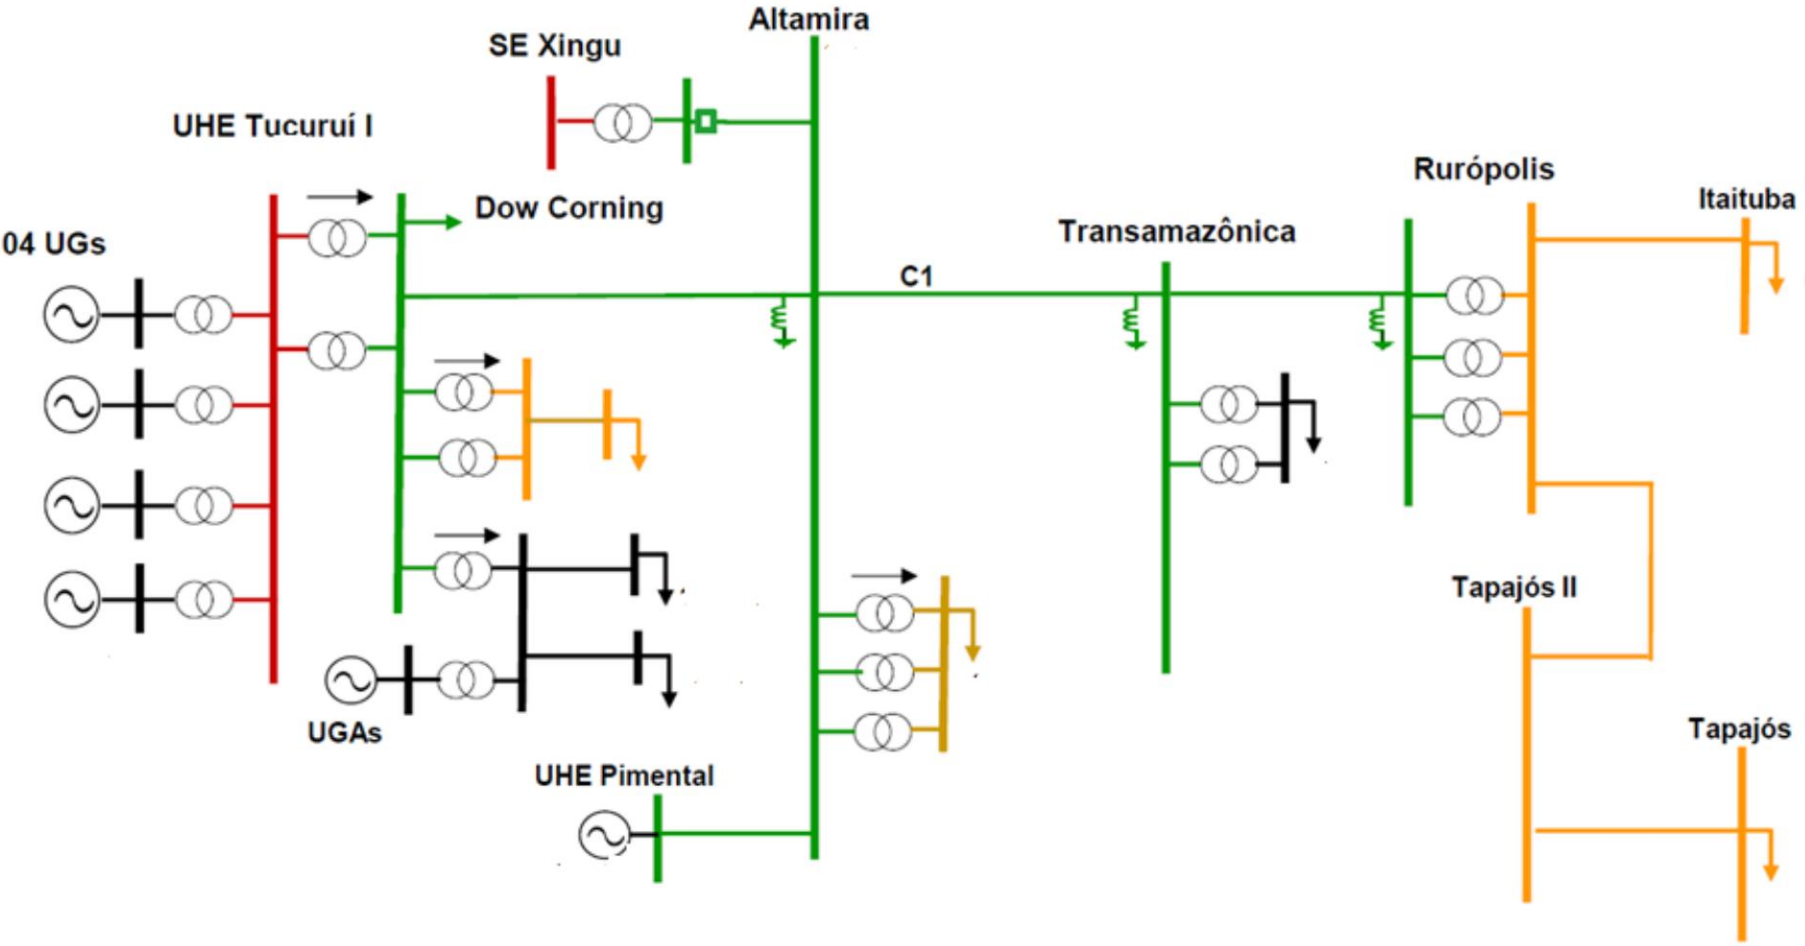 Altamira
SE Xingu
UHE Tucuruí I
Rurópolis
Itaituba
Dow Corning
Transamazônica
04 UGs
C1
Tapajós II
UGAs
Tapajós
UHE Pimental